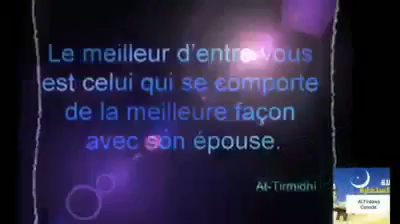 Le meilleur d'entre vous
est celui qui se comporte
de la meilleure façon
avec son épouse.
Al-Tirmidhi